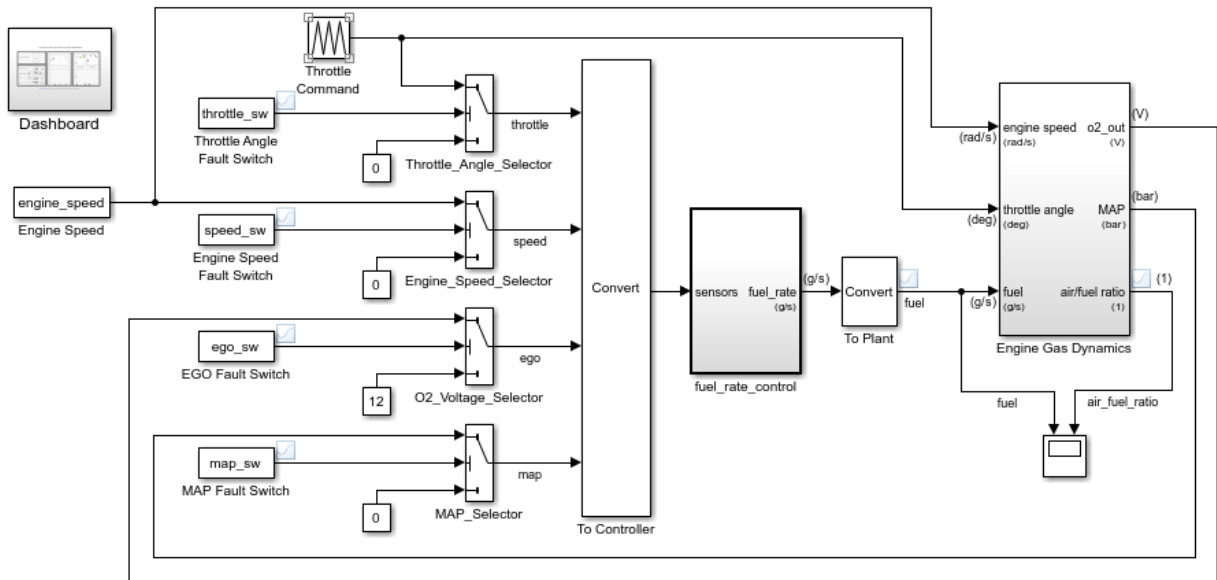 Dashboard
Throttle
Command
throttle_sw
Throttle Angle
Fault Switch
0
Throttle_Angle_Selector
throttle
engine_speed
Engine Speed
speed_sw
Engine Speed
Fault Switch
0
Engine_Speed_Selector
speed
ego_sw
EGO Fault Switch
12
O2_Voltage_Selector
ego
map_sw
MAP Fault Switch
0
MAP_Selector
map
Convert
To Controller
sensors
fuel_rate
(g/s)
fuel_rate_control
(g/s)
Convert
To Plant
fuel
(rad/s)
engine speed
(rad/s)
(deg)
throttle angle
(deg)
(g/s)
fuel
(g/s)
o2_out
(V)
(V)
MAP
(bar)
(bar)
air/fuel ratio
(1)
(1)
Engine Gas Dynamics
fuel
air_fuel_ratio